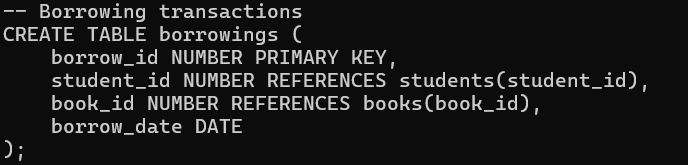 -- Borrowing transactions
CREATE TABLE borrowings (
    borrow_id NUMBER PRIMARY KEY,
    student_id NUMBER REFERENCES students(student_id),
    book_id NUMBER REFERENCES books(book_id),
    borrow_date DATE
);